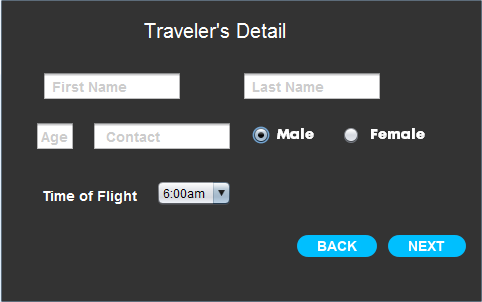 Traveler's Detail
First Name Last Name
Age Contact Male Female
Time of Flight 6:00am
BACK NEXT